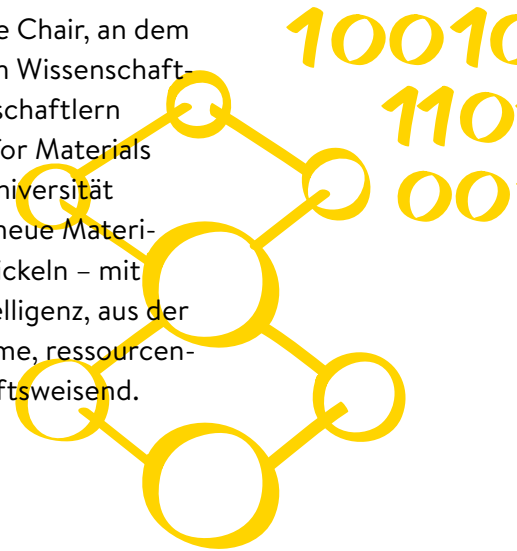 e Chair, an dem
n Wissenschaft-
schaftlern
for Materials
niversität
neue Materi-
ickeln – mit
elligenz, aus der
me, ressourcen-
ftsweisend.
10010
110
00